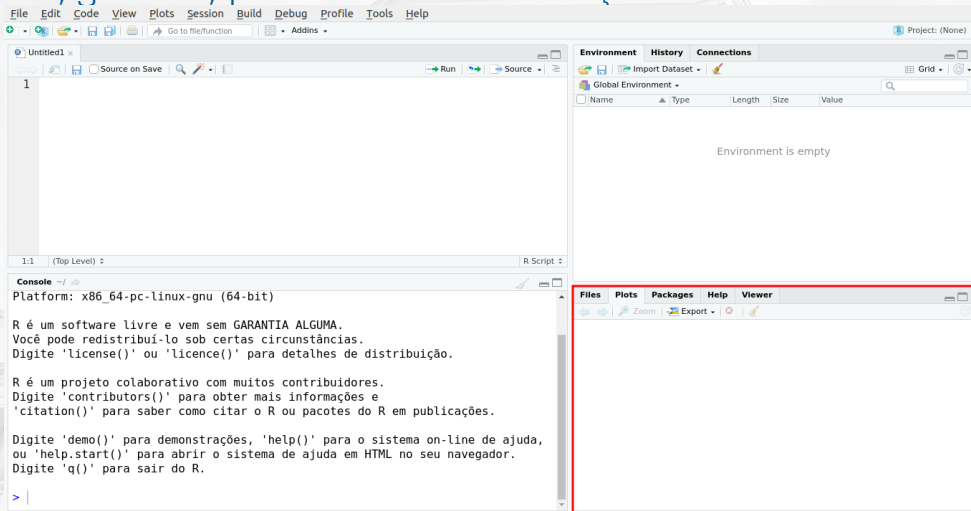 File Edit Code View Plots Session Build Debug Profile Tools Help
Go to file/function Addins Project: (None)
Untitled1
Source on Save Run Source
1
1:1 (Top Level) R Script
Console ~/
Platform: x86_64-pc-linux-gnu (64-bit)
R é um software livre e vem sem GARANTIA ALGUMA.
Você pode redistribuí-lo sob certas circunstâncias.
Digite 'license()' ou 'licence()' para detalhes de distribuição.
R é um projeto colaborativo com muitos contribuidores.
Digite 'contributors()' para obter mais informações e
'citation()' para saber como citar o R ou pacotes do R em publicações.
Digite 'demo()' para demonstrações, 'help()' para o sistema on-line de ajuda,
ou 'help.start()' para abrir o sistema de ajuda em HTML no seu navegador.
Digite 'q()' para sair do R.
>
Environment History Connections
Import Dataset Grid
Global Environment
Name Type Length Size Value
Environment is empty
Files Plots Packages Help Viewer
Zoom Export